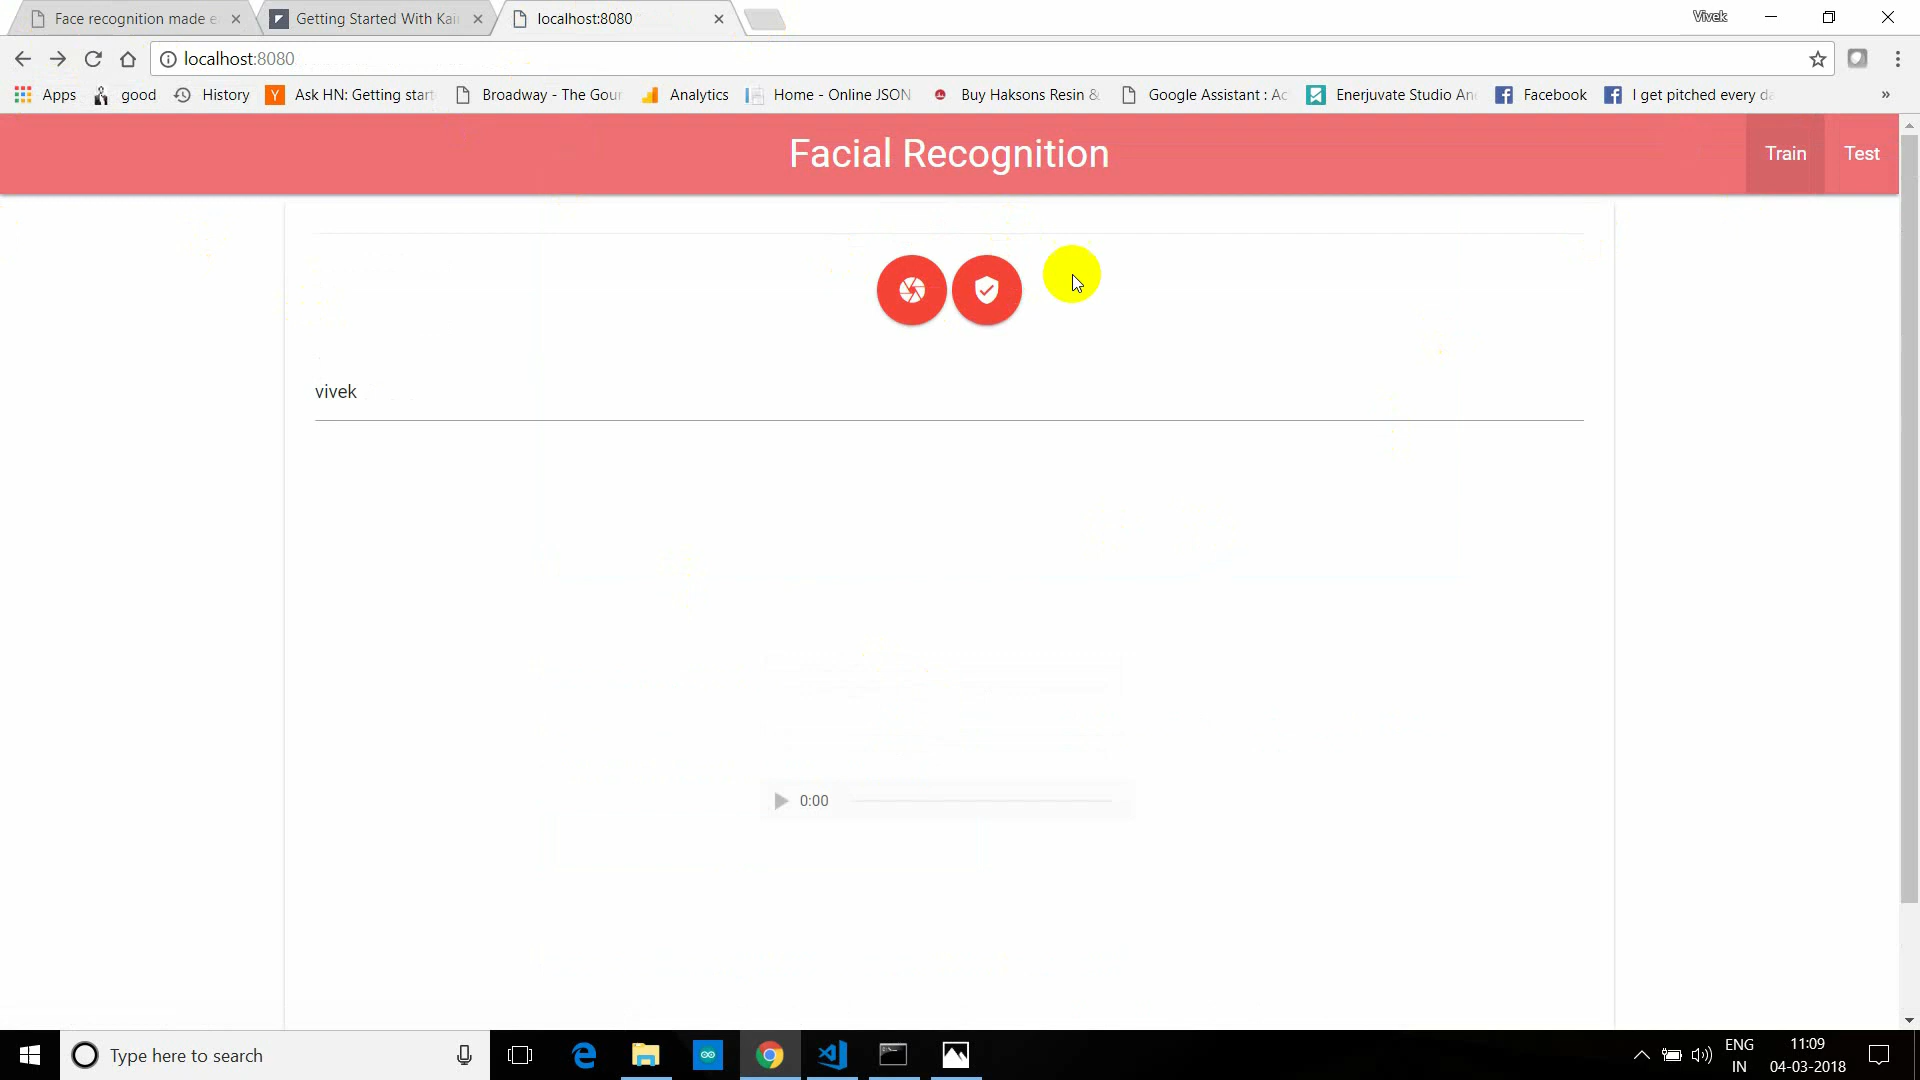 Face recognition made e
Getting Started With Kai
localhost:8080
Vivek
localhost:8080
Apps
good
History
Ask HN: Getting start
Broadway - The Gour
Analytics
Home - Online JSON
Buy Haksons Resin &
Google Assistant : Ac
Enerjuvate Studio An
Facebook
I get pitched every da
»
Facial Recognition
Train
Test
vivek
0:00
Type here to search
ENG
IN
11:09
04-03-2018